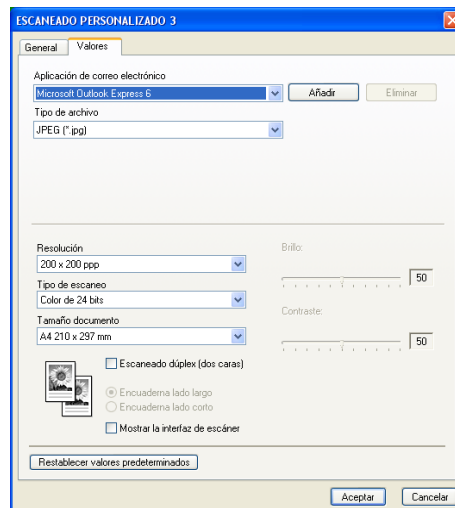 ESCANEADO PERSONALIZADO 3
General Valores
Aplicación de correo electrónico
Microsoft Outlook Express 6 Añadir Eliminar
Tipo de archivo
JPEG (*.jpg)
Resolución Brillo:
200 x 200 ppp 50
Tipo de escaneo
Color de 24 bits
Tamaño documento Contraste:
A4 210 x 297 mm 50
Escaneado dúplex (dos caras)
Encuaderna lado largo
Encuaderna lado corto
Mostrar la interfaz de escáner
Restablecer valores predeterminados
Aceptar Cancelar